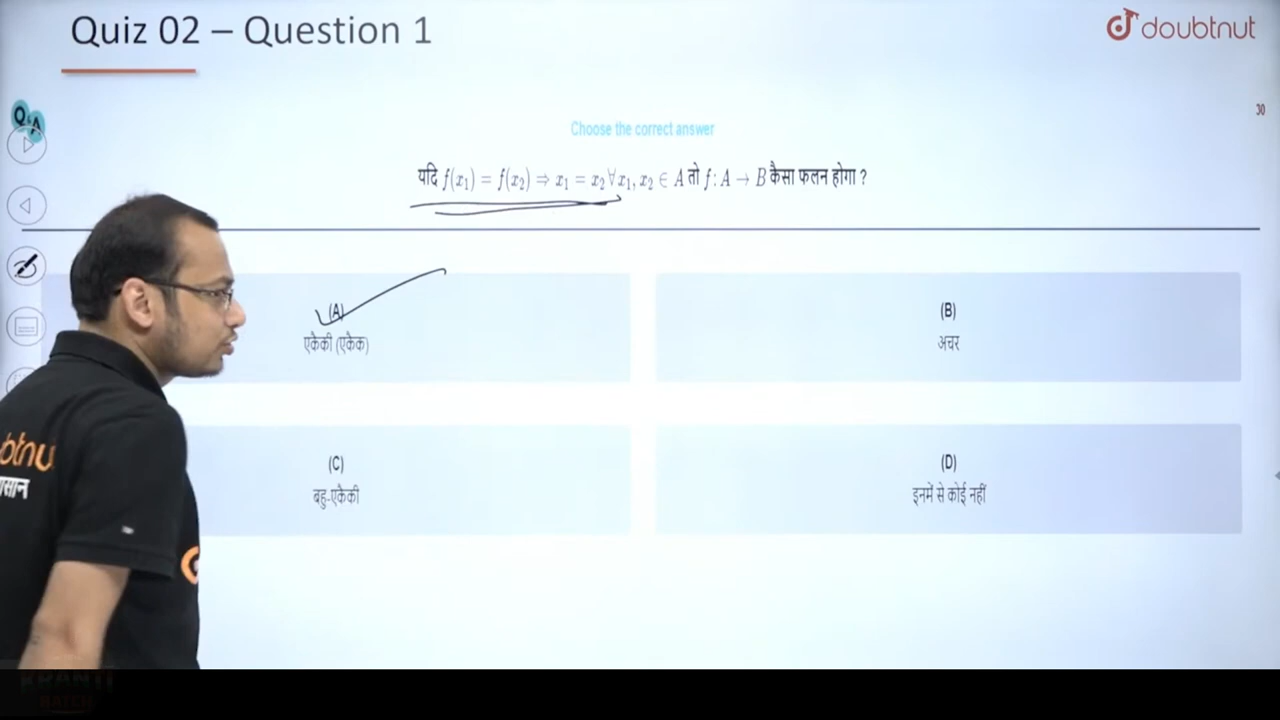 Quiz 02 – Question 1
doubtnut
Q&A
30
Choose the correct answer
यदि f(x₁) = f(x₂) ⇒ x₁ = x₂ ∀ x₁, x₂ ∈ A तो f : A → B कैसा फलन होगा ?
(A)
एकैकी (एकैक)
(B)
अचर
(C)
बहु-एकैकी
(D)
इनमें से कोई नहीं